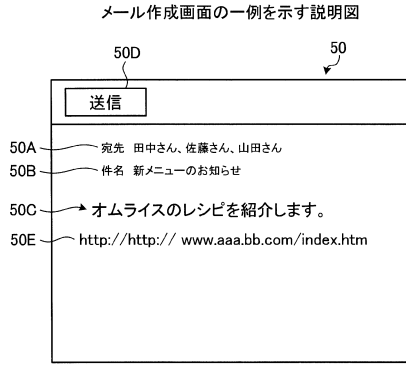 メール作成画面の一例を示す説明図
50D
50
送信
50A 宛先 田中さん、佐藤さん、山田さん
50B 件名 新メニューのお知らせ
50C オムライスのレシピを紹介します。
50E http://http:// www.aaa.bb.com/index.htm